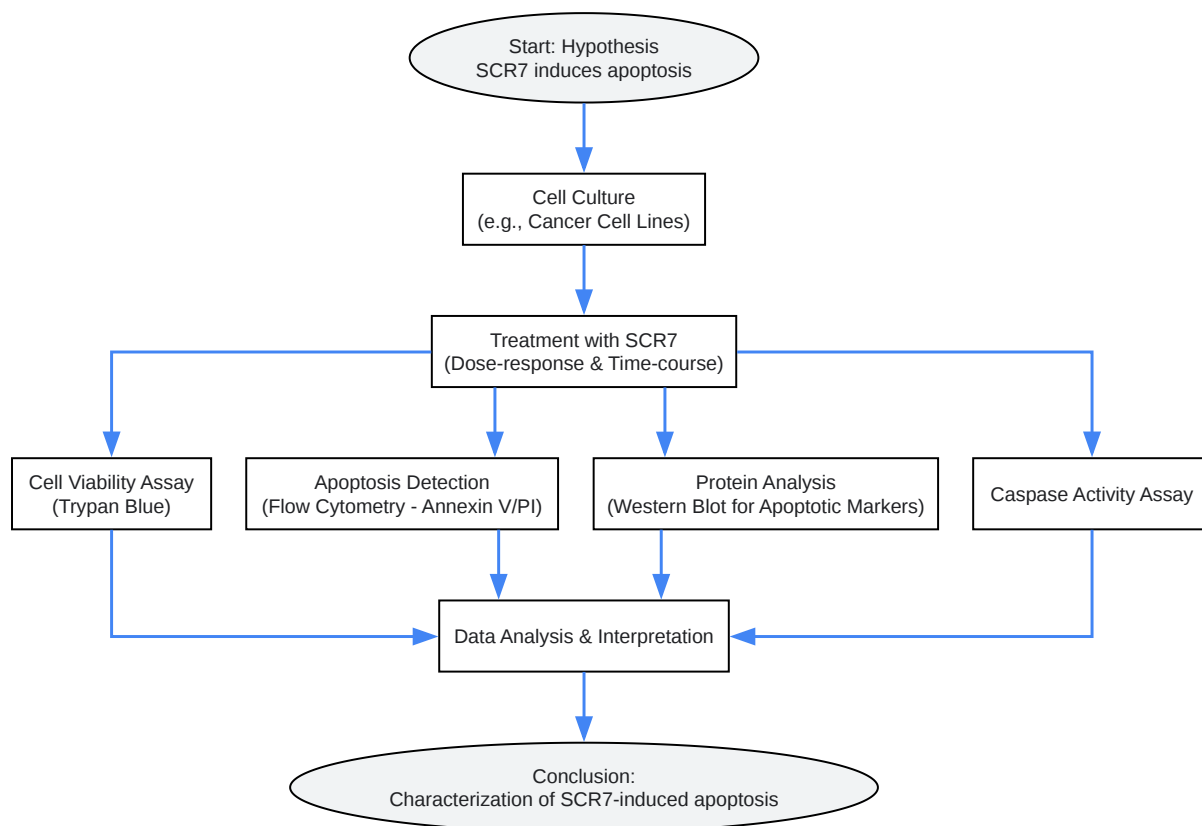 Start: Hypothesis
SCR7 induces apoptosis
Cell Culture
(e.g., Cancer Cell Lines)
Treatment with SCR7
(Dose-response & Time-course)
Cell Viability Assay
(Trypan Blue)
Apoptosis Detection
(Flow Cytometry - Annexin V/PI)
Protein Analysis
(Western Blot for Apoptotic Markers)
Caspase Activity Assay
Data Analysis & Interpretation
Conclusion:
Characterization of SCR7-induced apoptosis